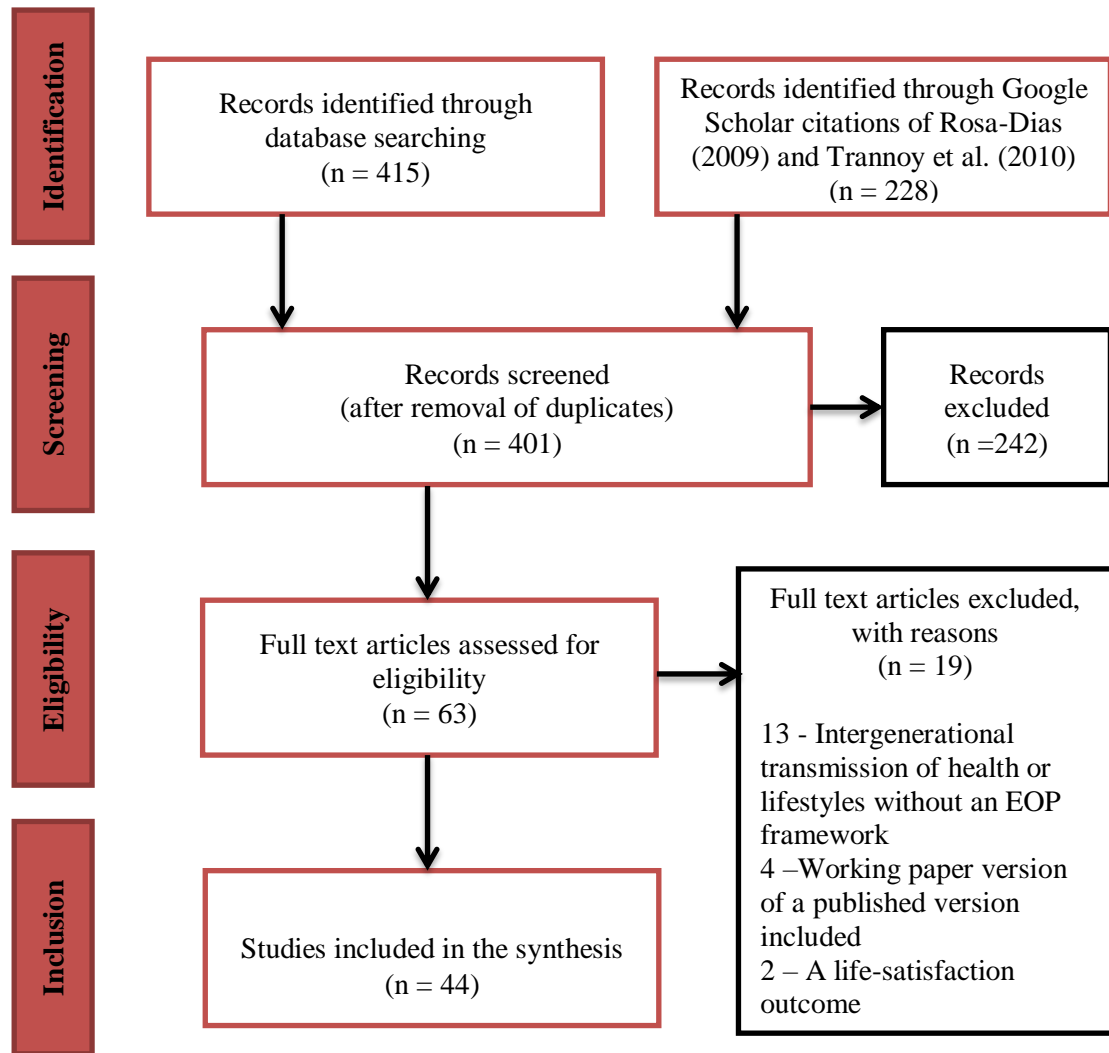 Identification
Records identified through
database searching
(n = 415)
Records identified through Google
Scholar citations of Rosa-Dias
(2009) and Trannoy et al. (2010)
(n = 228)
Screening
Records screened
(after removal of duplicates)
(n = 401)
Records
excluded
(n =242)
Eligibility
Full text articles assessed for
eligibility
(n = 63)
Full text articles excluded,
with reasons
(n = 19)
13 - Intergenerational
transmission of health or
lifestyles without an EOP
framework
4 –Working paper version
of a published version
included
2 – A life-satisfaction
outcome
Inclusion
Studies included in the synthesis
(n = 44)